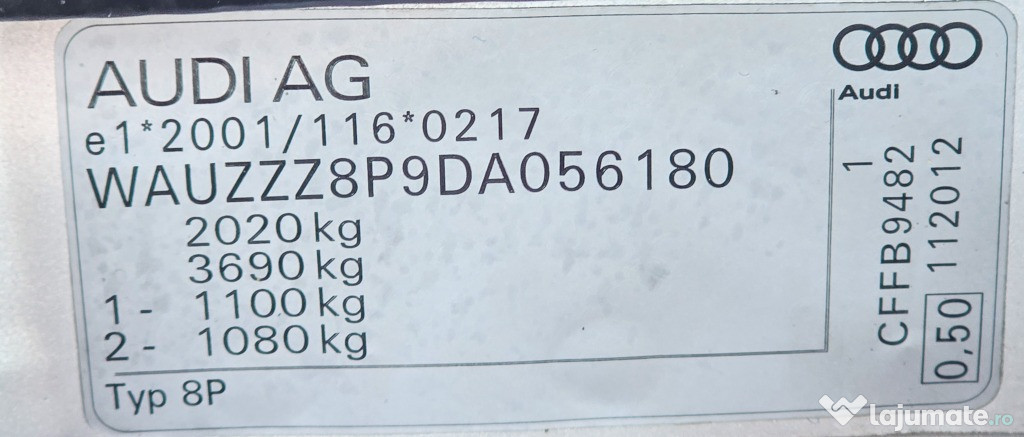 AUDI AG
e1*2001/116*0217
WAUZZZ8P9DA056180
2020 kg
3690 kg
1 - 1100 kg
2 - 1080 kg
Typ 8P
Audi
1
CFFB9482
0,50 112012
lajumate.ro